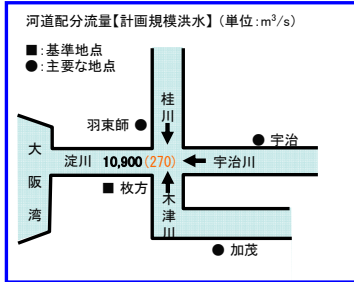 河道配分流量【計画規模洪水】（単位：m³/s）
■：基準地点
●：主要な地点
桂川
羽束師 ●
● 宇治
大阪湾
淀川 10,900(270)
宇治川
■ 枚方
木津川
● 加茂